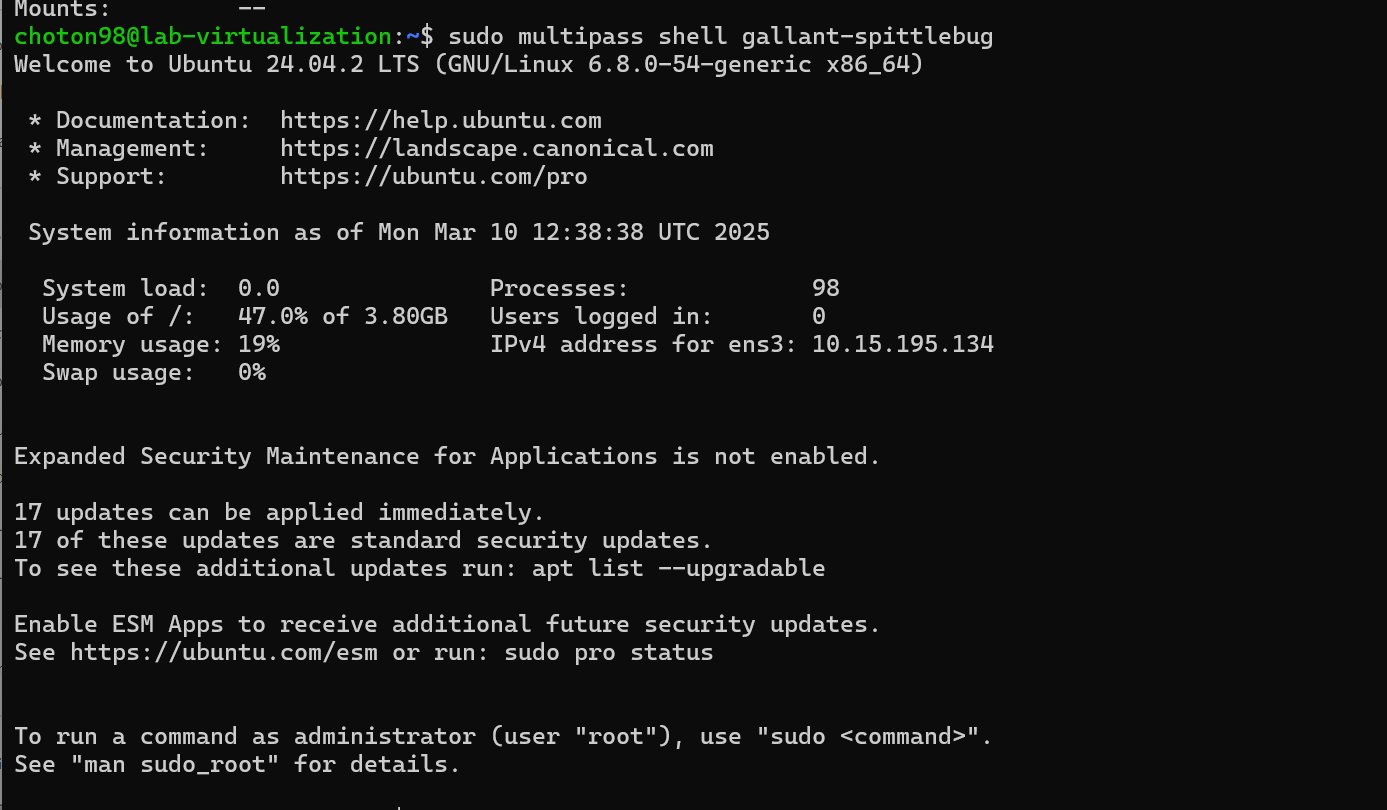 Mounts:         --
choton98@lab-virtualization:~$ sudo multipass shell gallant-spittlebug
Welcome to Ubuntu 24.04.2 LTS (GNU/Linux 6.8.0-54-generic x86_64)

 * Documentation:  https://help.ubuntu.com
 * Management:     https://landscape.canonical.com
 * Support:        https://ubuntu.com/pro

 System information as of Mon Mar 10 12:38:38 UTC 2025

  System load:  0.0               Processes:             98
  Usage of /:   47.0% of 3.80GB   Users logged in:       0
  Memory usage: 19%               IPv4 address for ens3: 10.15.195.134
  Swap usage:   0%


Expanded Security Maintenance for Applications is not enabled.

17 updates can be applied immediately.
17 of these updates are standard security updates.
To see these additional updates run: apt list --upgradable

Enable ESM Apps to receive additional future security updates.
See https://ubuntu.com/esm or run: sudo pro status


To run a command as administrator (user "root"), use "sudo <command>".
See "man sudo_root" for details.